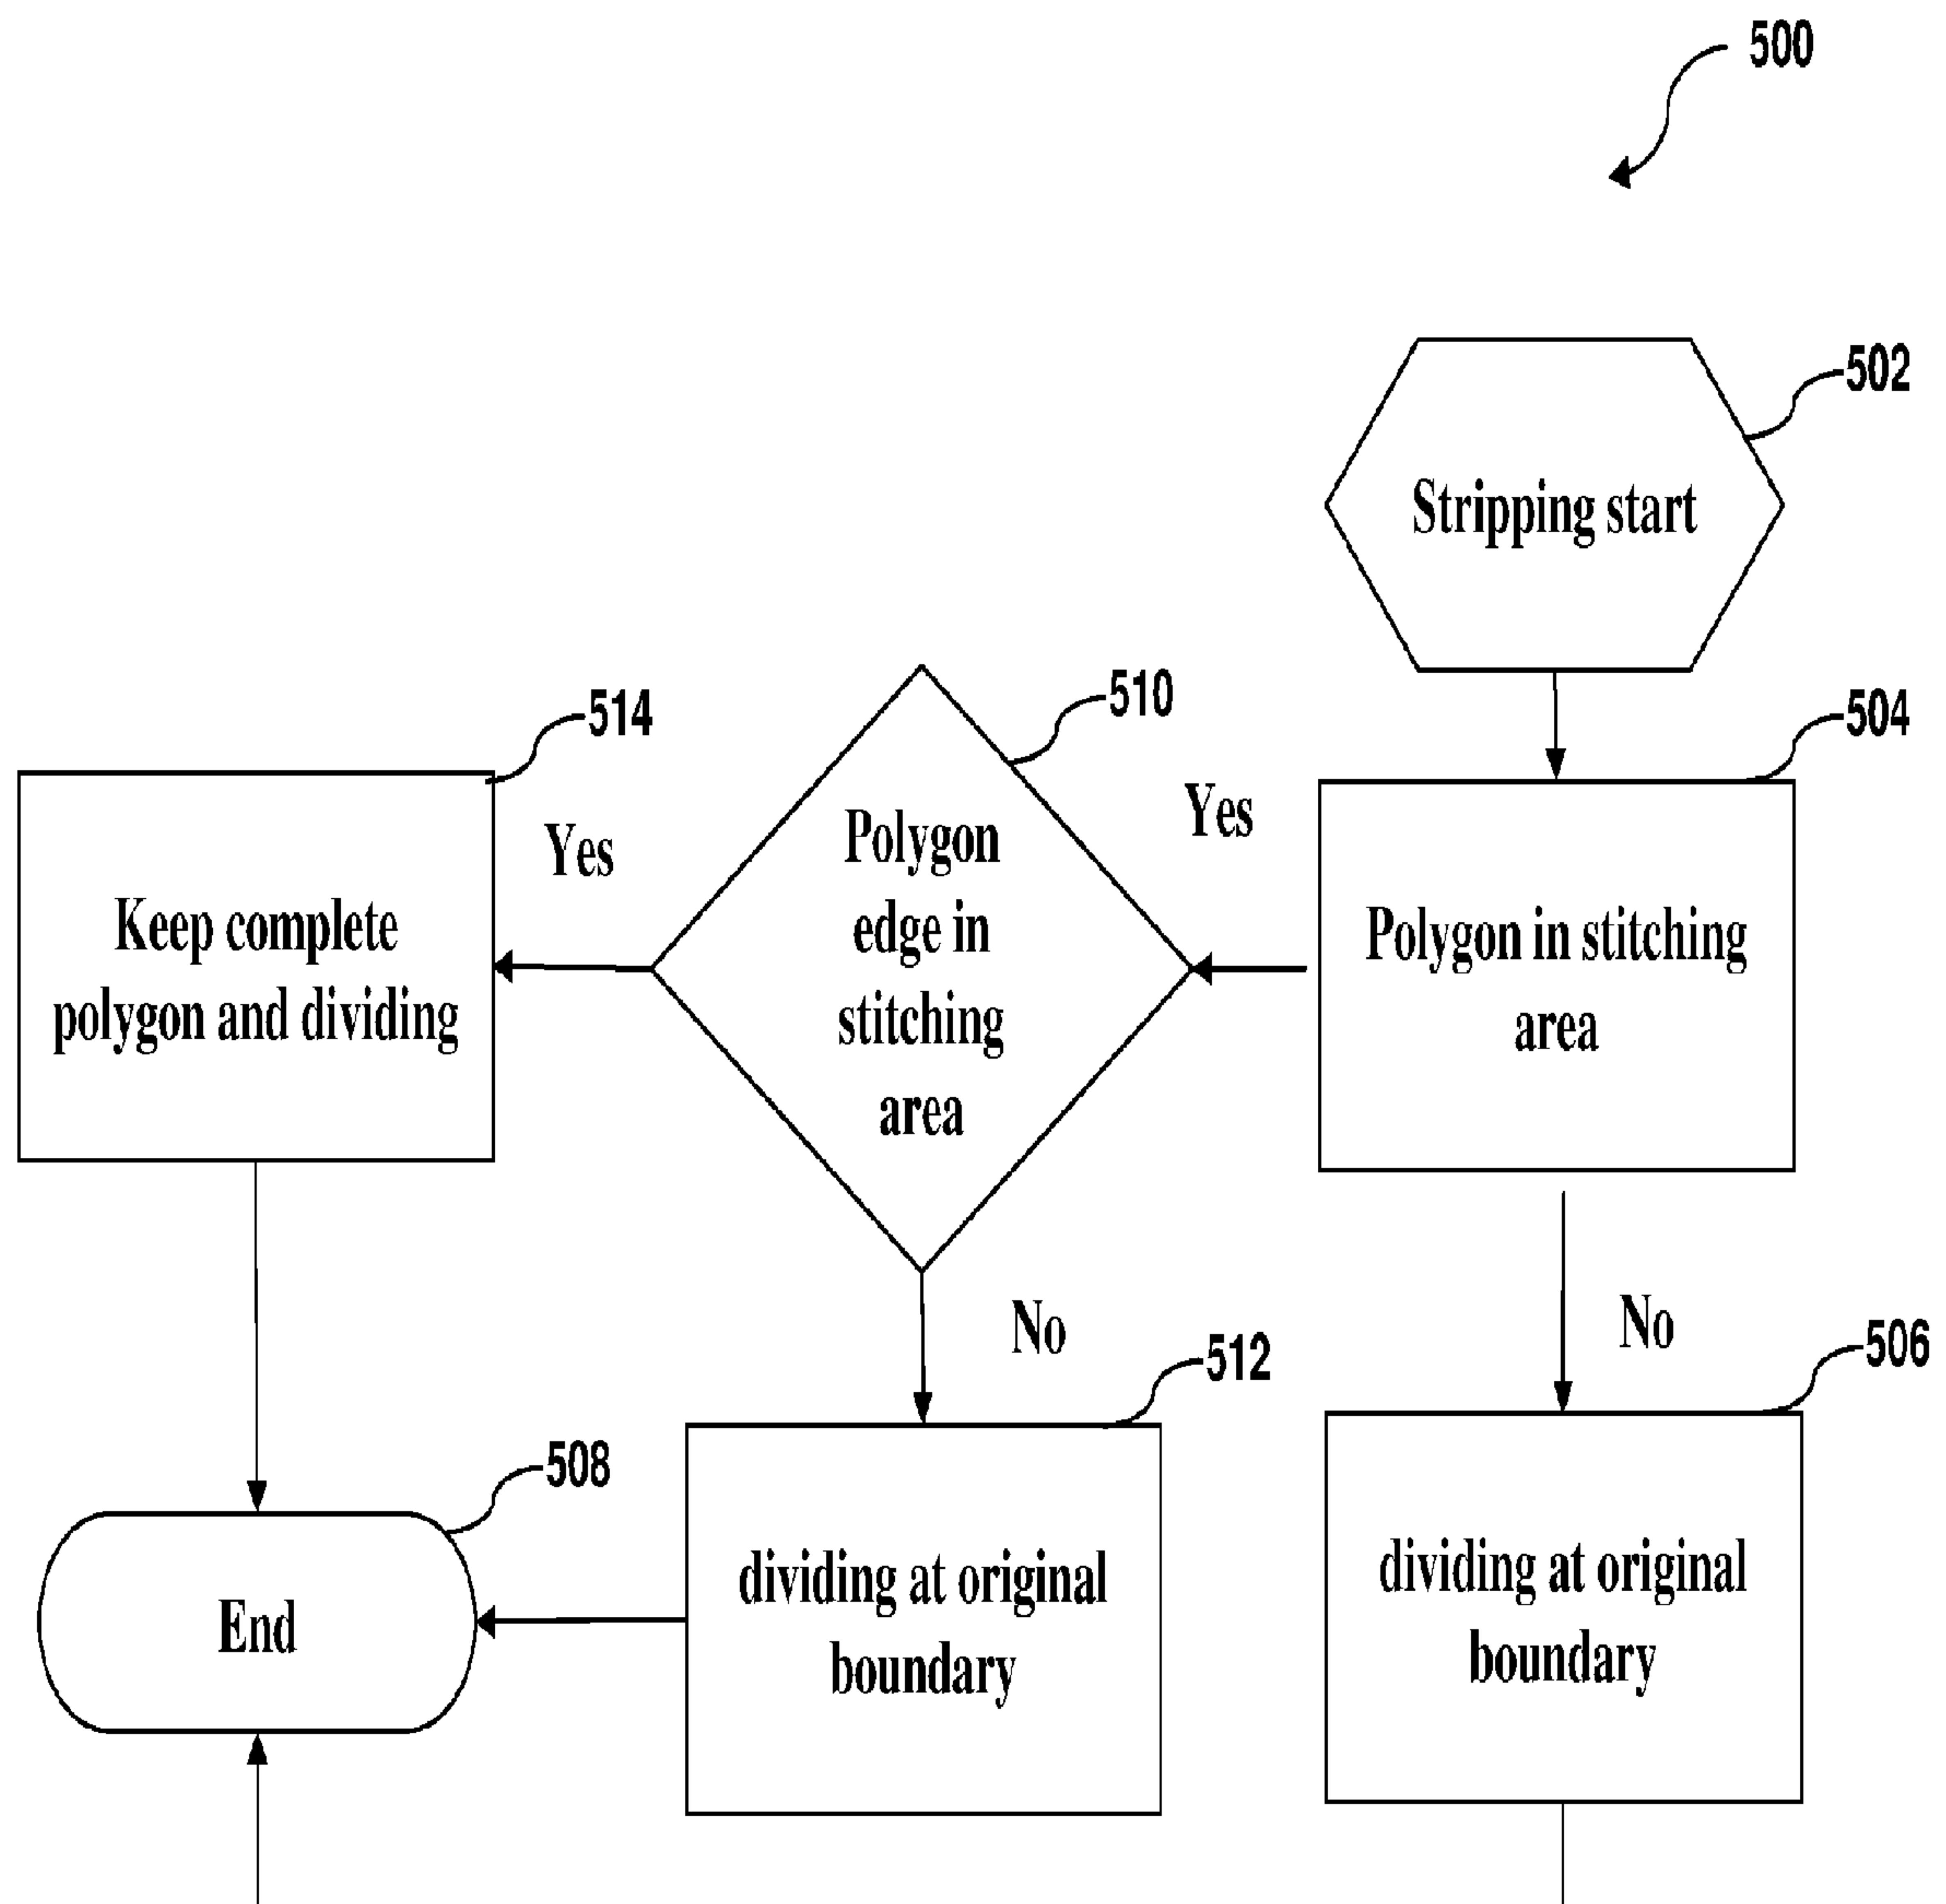 500
502
Stripping start
514
510
504
Yes
Yes
Keep complete
polygon and dividing
Polygon
edge in
stitching
area
Polygon in stitching
area
No
No
512
506
508
End
dividing at original
boundary
dividing at original
boundary